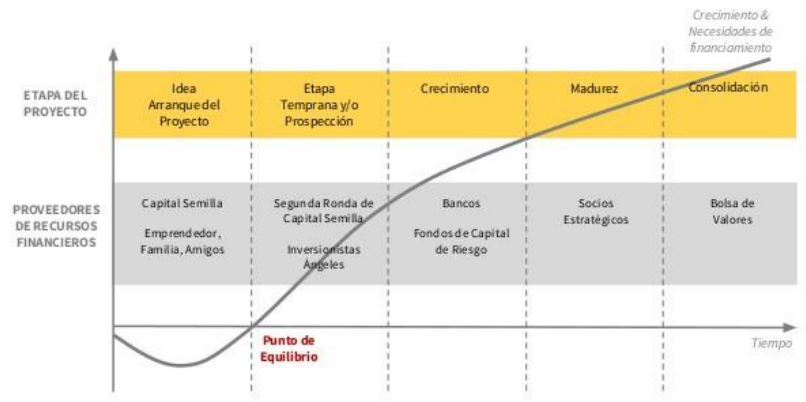 Crecimiento &
Necesidades de
financiamiento
ETAPA DEL
PROYECTO
Idea
Arranque del
Proyecto
Etapa
Temprana y/o
Prospección
Crecimiento
Madurez
Consolidación
PROVEEDORES
DE RECURSOS
FINANCIEROS
Capital Semilla
Emprendedor,
Familia, Amigos
Segunda Ronda de
Capital Semilla
Inversionistas
Ángeles
Bancos
Fondos de Capital
de Riesgo
Socios
Estratégicos
Bolsa de
Valores
Punto de
Equilibrio
Tiempo